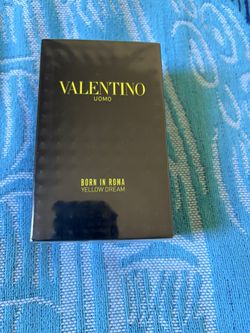 VALENTINO
UOMO
BORN IN ROMA
YELLOW DREAM